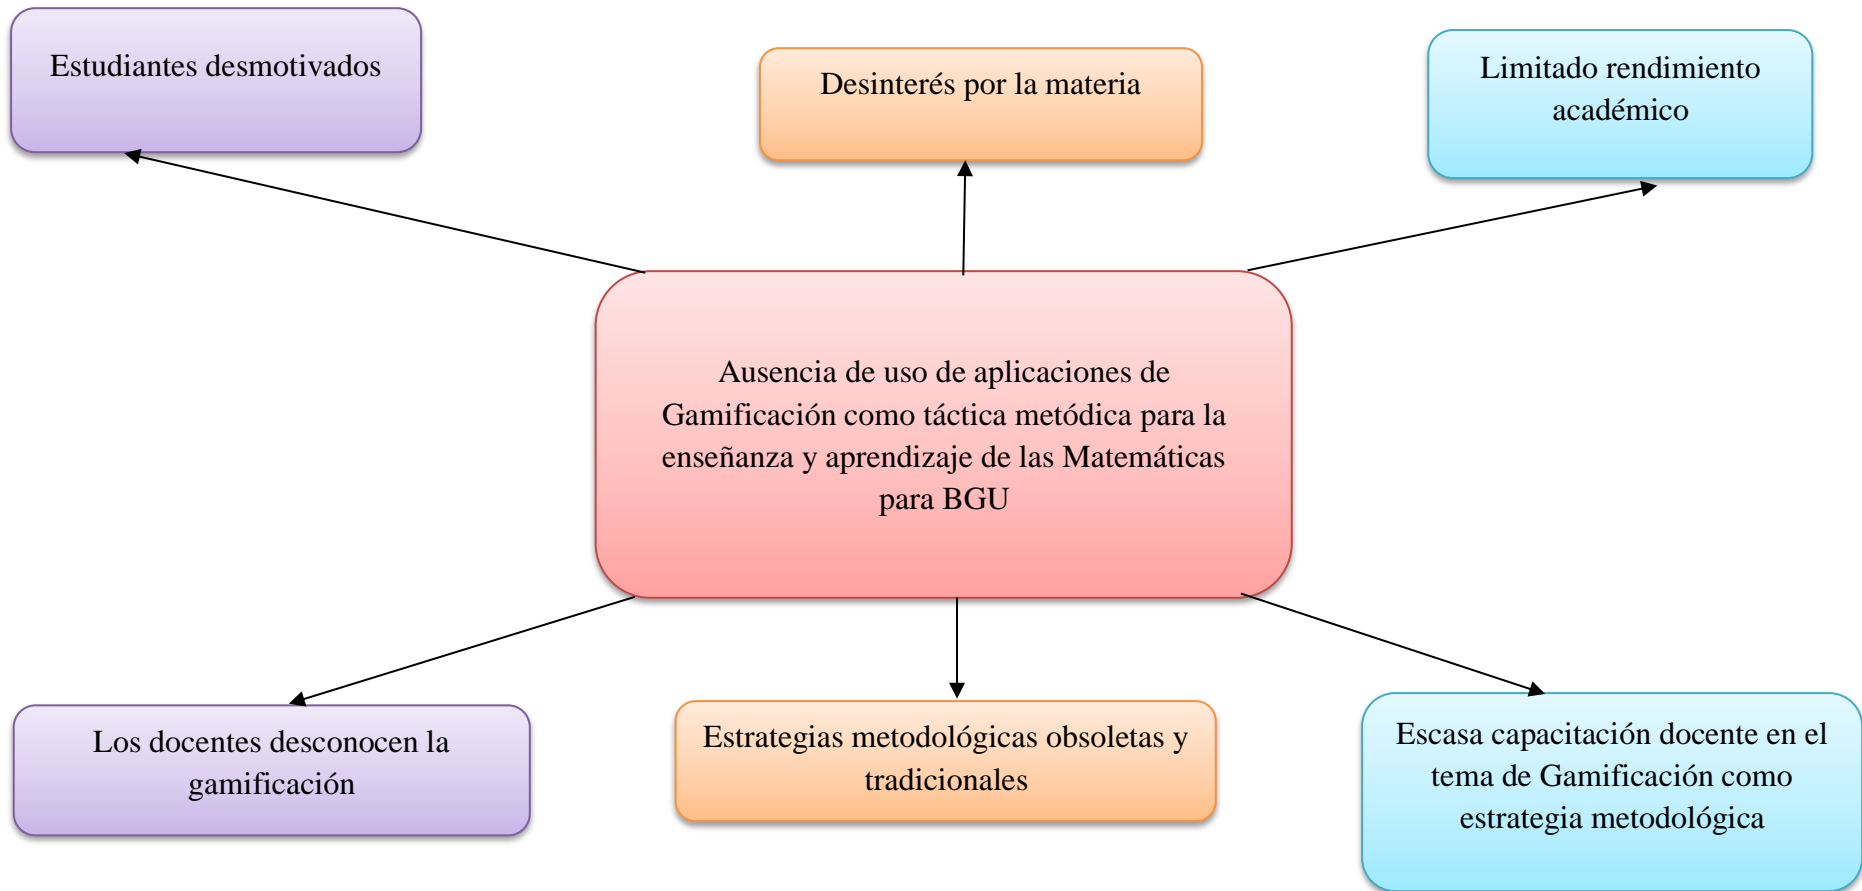 Estudiantes desmotivados
Desinterés por la materia
Limitado rendimiento
académico
Ausencia de uso de aplicaciones de
Gamificación como táctica metódica para la
enseñanza y aprendizaje de las Matemáticas
para BGU
Los docentes desconocen la
gamificación
Estrategias metodológicas obsoletas y
tradicionales
Escasa capacitación docente en el
tema de Gamificación como
estrategia metodológica